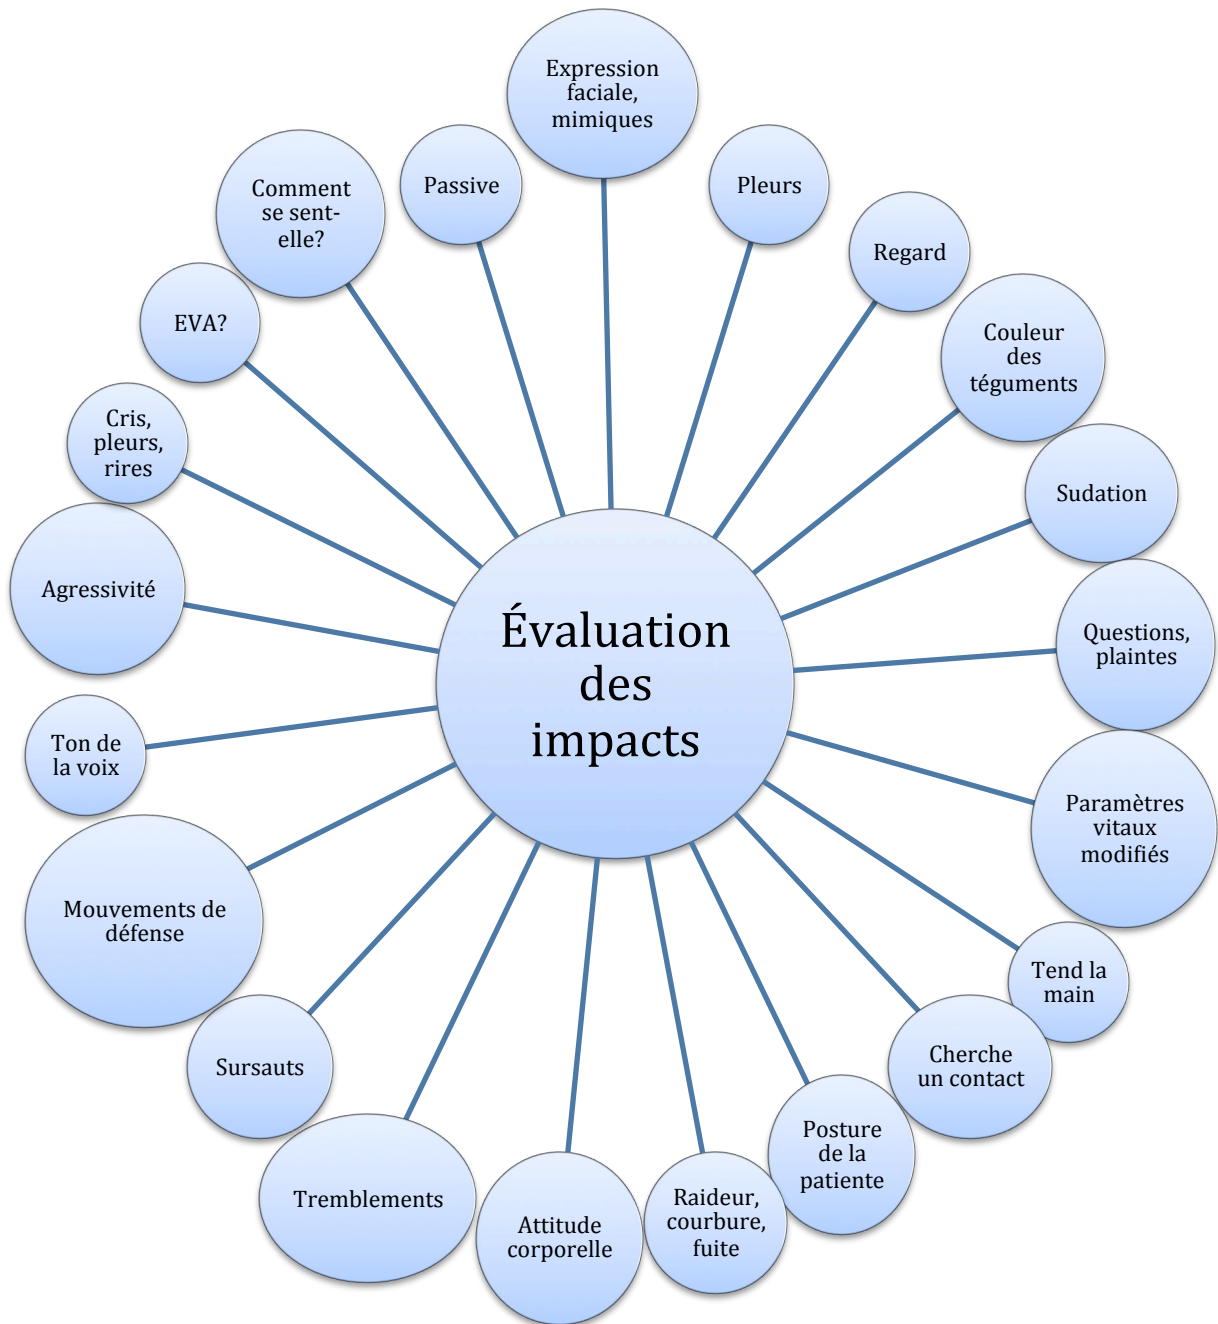 Expression
faciale,
mimiques
Pleurs
Regard
Couleur
des
téguments
Sudation
Questions,
plaintes
Paramètres
vitaux
modifiés
Tend la
main
Cherche
un contact
Posture
de la
patiente
Raideur,
courbure,
fuite
Attitude
corporelle
Tremblements
Sursauts
Mouvements de
défense
Ton de
la voix
Agressivité
Cris,
pleurs,
rires
EVA?
Comment
se sent-
elle?
Passive
Évaluation
des
impacts